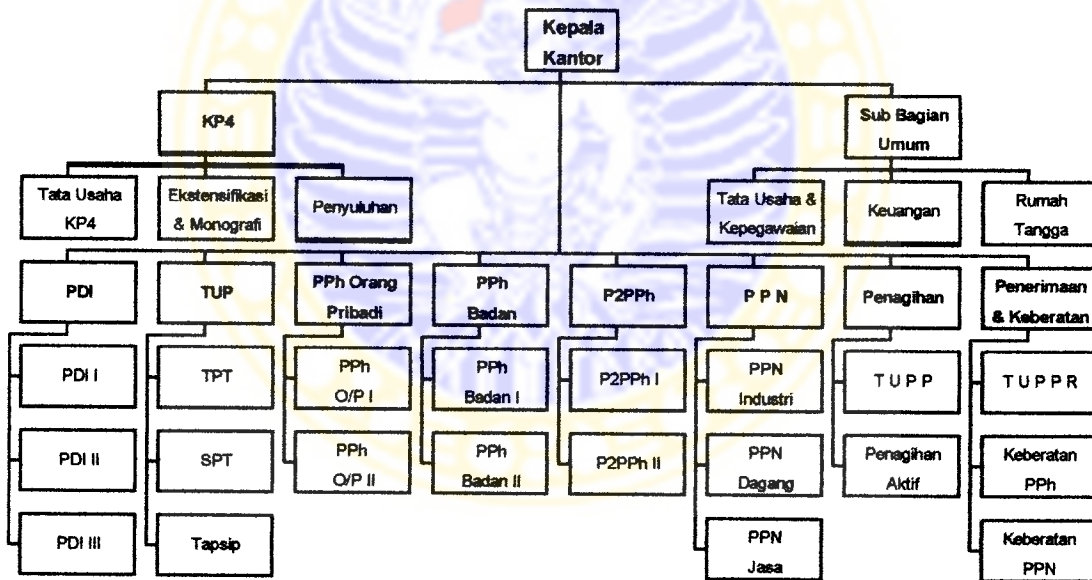 Kepala
Kantor
KP4
Sub Bagian
Umum
Tata Usaha
KP4
Ekstensifikasi
& Monografi
Penyuluhan
Tata Usaha &
Kepegawaian
Keuangan
Rumah
Tangga
PDI
TUP
PPh Orang
Pribadi
PPh
Badan
P2PPh
P P N
Penagihan
Penerimaan
& Keberatan
PDI I
TPT
PPh
O/P I
PPh
Badan I
P2PPh I
PPN
Industri
T U P P
T U P P R
PDI II
SPT
PPh
O/P II
PPh
Badan II
P2PPh II
PPN
Dagang
Penagihan
Aktif
Keberatan
PPh
PDI III
Tapsip
PPN
Jasa
Keberatan
PPN